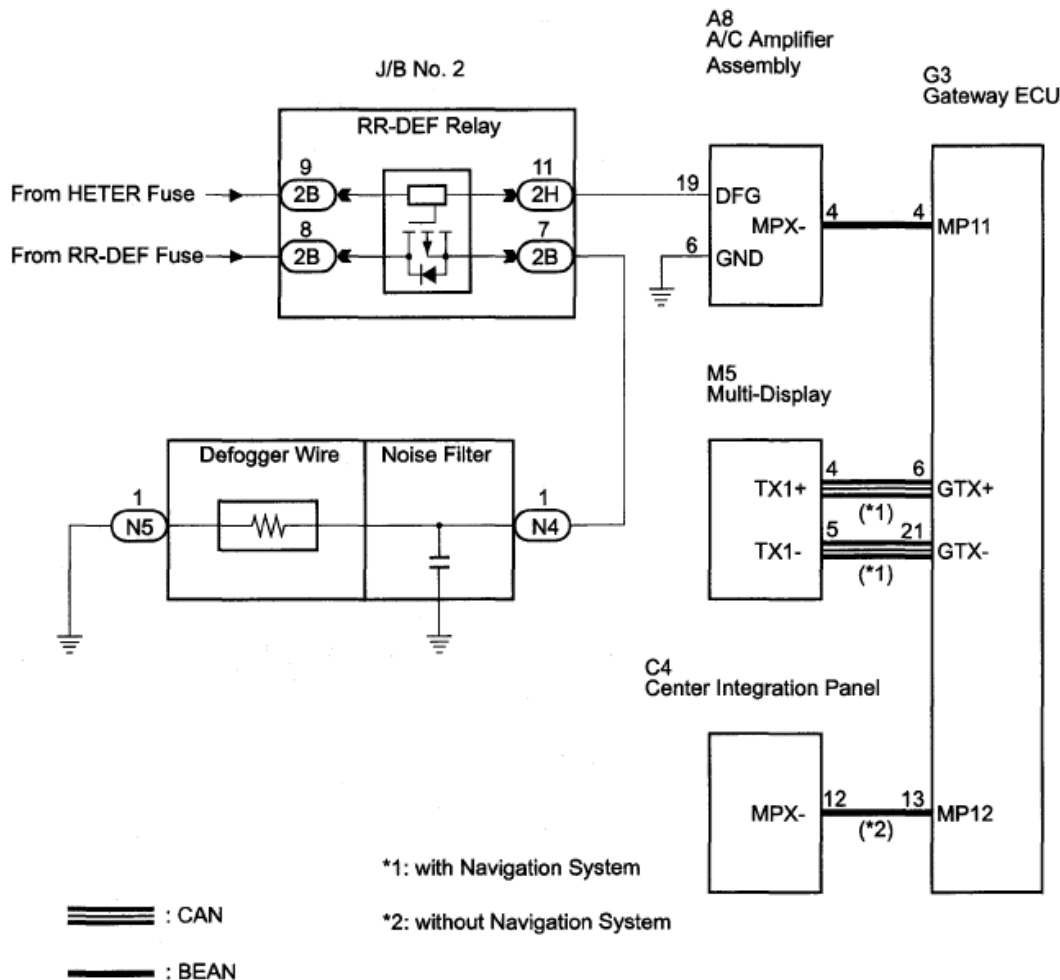 A8
A/C Amplifier
Assembly
J/B No. 2
G3
Gateway ECU
RR-DEF Relay
From HETER Fuse
9
2B
11
2H
19
DFG
MPX-
4
4
MP11
From RR-DEF Fuse
8
2B
7
2B
6
GND
M5
Multi-Display
Defogger Wire
Noise Filter
1
N5
1
N4
TX1+
4
6
GTX+
(*1)
TX1-
5
21
GTX-
(*1)
C4
Center Integration Panel
MPX-
12
13
MP12
(*2)
*1: with Navigation System
*2: without Navigation System
: CAN
: BEAN